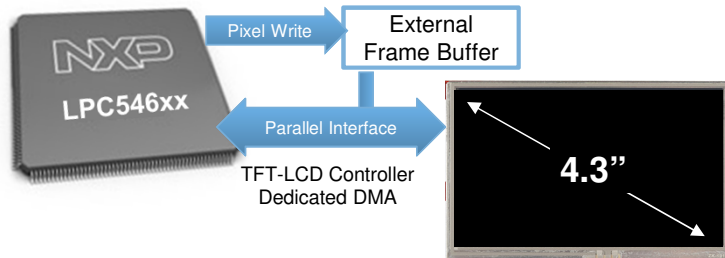 NXP
LPC546xx
Pixel Write
External
Frame Buffer
Parallel Interface
TFT-LCD Controller
Dedicated DMA
4.3”